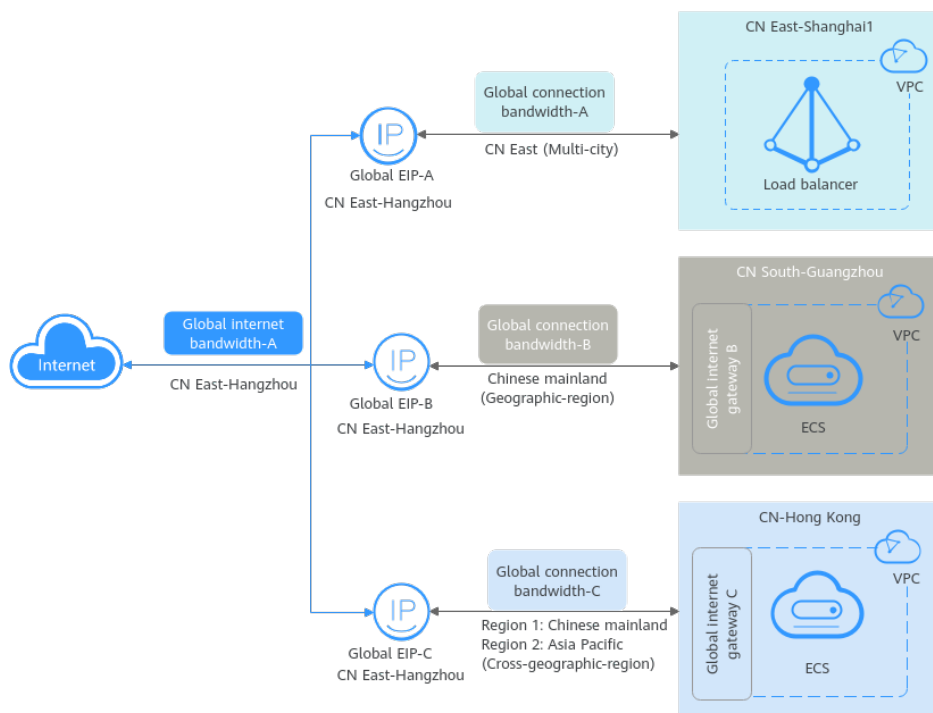 CN East-Shanghai1
VPC
Load balancer
Global connection
bandwidth-A
CN East (Multi-city)
IP
Global EIP-A
CN East-Hangzhou
Internet
Global internet
bandwidth-A
CN East-Hangzhou
IP
Global EIP-B
CN East-Hangzhou
Global connection
bandwidth-B
Chinese mainland
(Geographic-region)
CN South-Guangzhou
VPC
Global internet
gateway B
ECS
IP
Global EIP-C
CN East-Hangzhou
Global connection
bandwidth-C
Region 1: Chinese mainland
Region 2: Asia Pacific
(Cross-geographic-region)
CN-Hong Kong
VPC
Global internet
gateway C
ECS